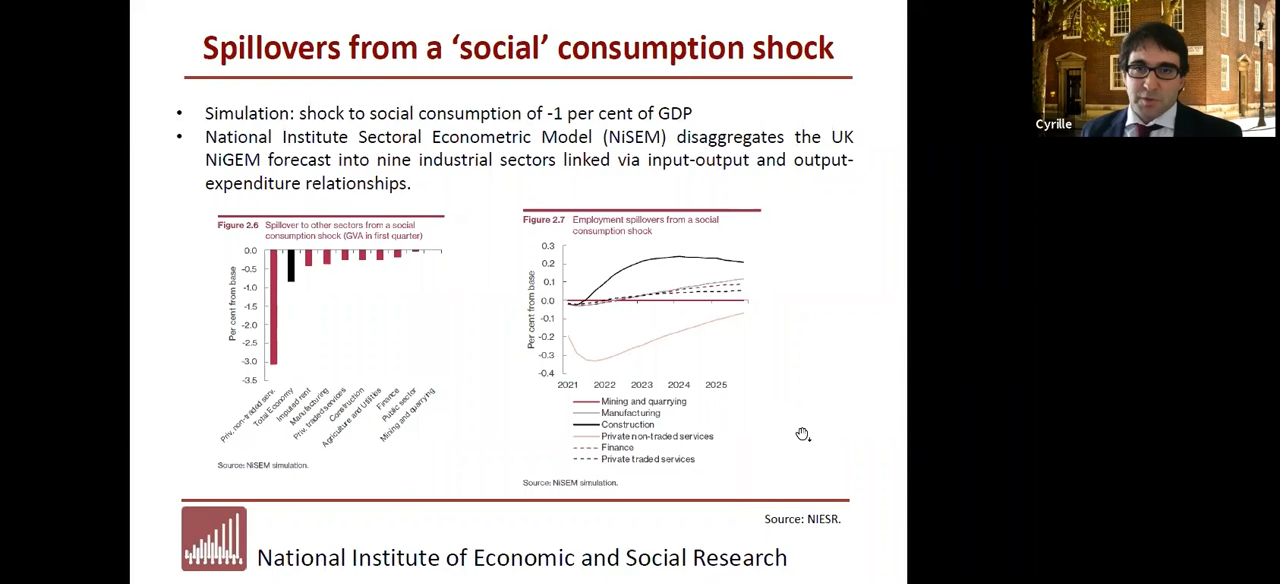 Spillovers from a ‘social’ consumption shock
Cyrille
• Simulation: shock to social consumption of -1 per cent of GDP
• National Institute Sectoral Econometric Model (NiSEM) disaggregates the UK
NiGEM forecast into nine industrial sectors linked via input-output and output-
expenditure relationships.
Figure 2.6 Spillover to other sectors from a social
consumption shock (GVA in first quarter)
Per cent from base
0.0
-0.5
-1.0
-1.5
-2.0
-2.5
-3.0
-3.5
Priv. non-traded serv.
Total Economy
Imputed rent
Manufacturing
Priv. traded services
Construction
Agriculture and Utilities
Finance
Public sector
Mining and quarrying
Source: NiSEM simulation.
Figure 2.7 Employment spillovers from a social
consumption shock
Per cent from base
0.3
0.2
0.1
0.0
-0.1
-0.2
-0.3
-0.4
2021 2022 2023 2024 2025
Mining and quarrying
Manufacturing
Construction
Private non-traded services
Finance
Private traded services
Source: NiSEM simulation.
Source: NIESR.
National Institute of Economic and Social Research